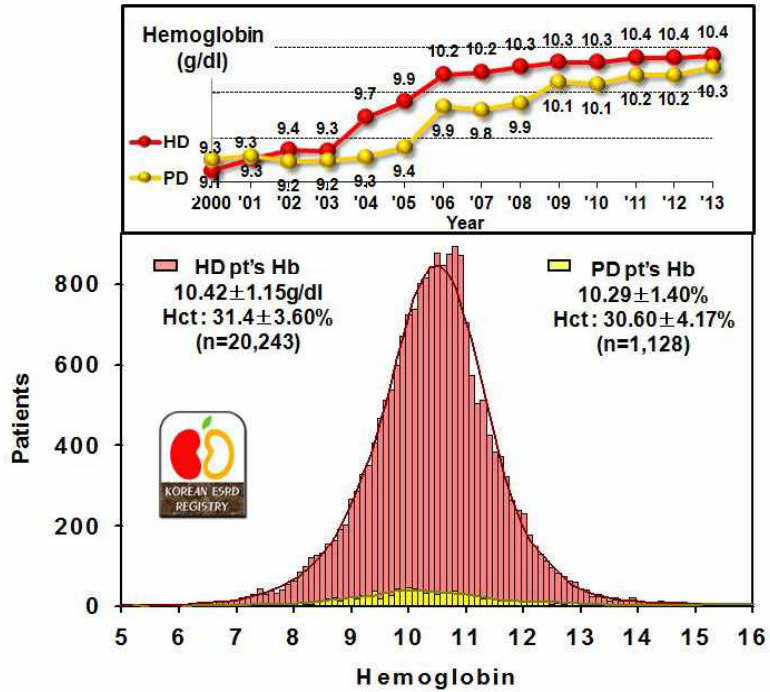 Hemoglobin
(g/dl)
10.2 10.2 10.3 10.3 10.3 10.4 10.4 10.4
9.7 9.9
9.3 9.3 9.4 9.3
HD
PD
9.1 9.3 9.2 9.2 9.3 9.4 9.9 9.8 9.9 10.1 10.1 10.2 10.2 10.3
2000 '01 '02 '03 '04 '05 '06 '07 '08 '09 '10 '11 '12 '13
Year
HD pt's Hb
10.42±1.15g/dl
Hct: 31.4±3.60%
(n=20,243)
PD pt's Hb
10.29±1.40%
Hct: 30.60±4.17%
(n=1,128)
KOREAN ESRD
REGISTRY
Patients
800
600
400
200
0
5 6 7 8 9 10 11 12 13 14 15 16
Hemoglobin